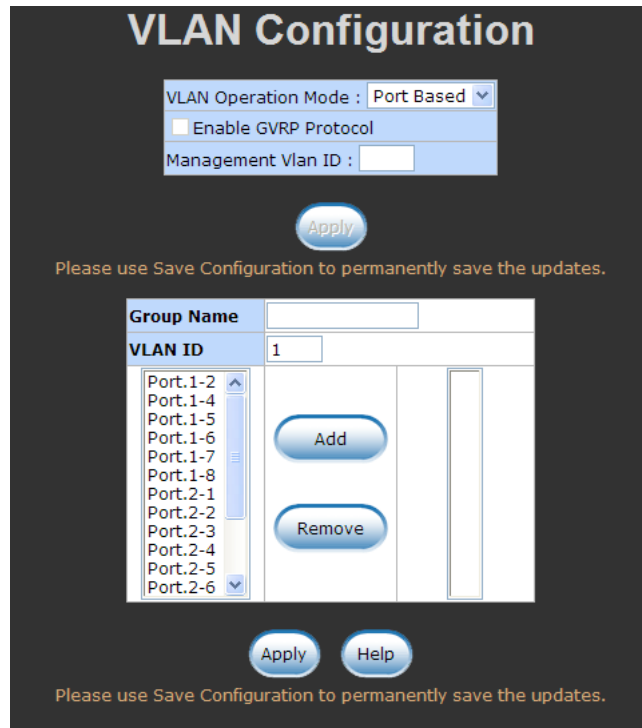 VLAN Configuration
VLAN Operation Mode : Port Based
Enable GVRP Protocol
Management Vlan ID :
Apply
Please use Save Configuration to permanently save the updates.
Group Name
VLAN ID 1
Port.1-2
Port.1-4
Port.1-5
Port.1-6
Port.1-7
Port.1-8
Port.2-1
Port.2-2
Port.2-3
Port.2-4
Port.2-5
Port.2-6
Add
Remove
Apply Help
Please use Save Configuration to permanently save the updates.